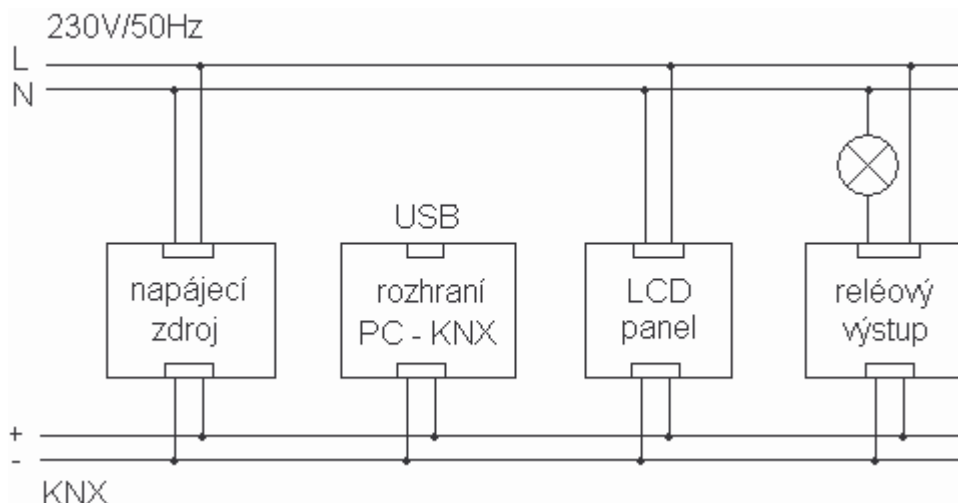 230V/50Hz
L
N
USB
napájecí
zdroj
rozhraní
PC - KNX
LCD
panel
reléový
výstup
+
-
KNX